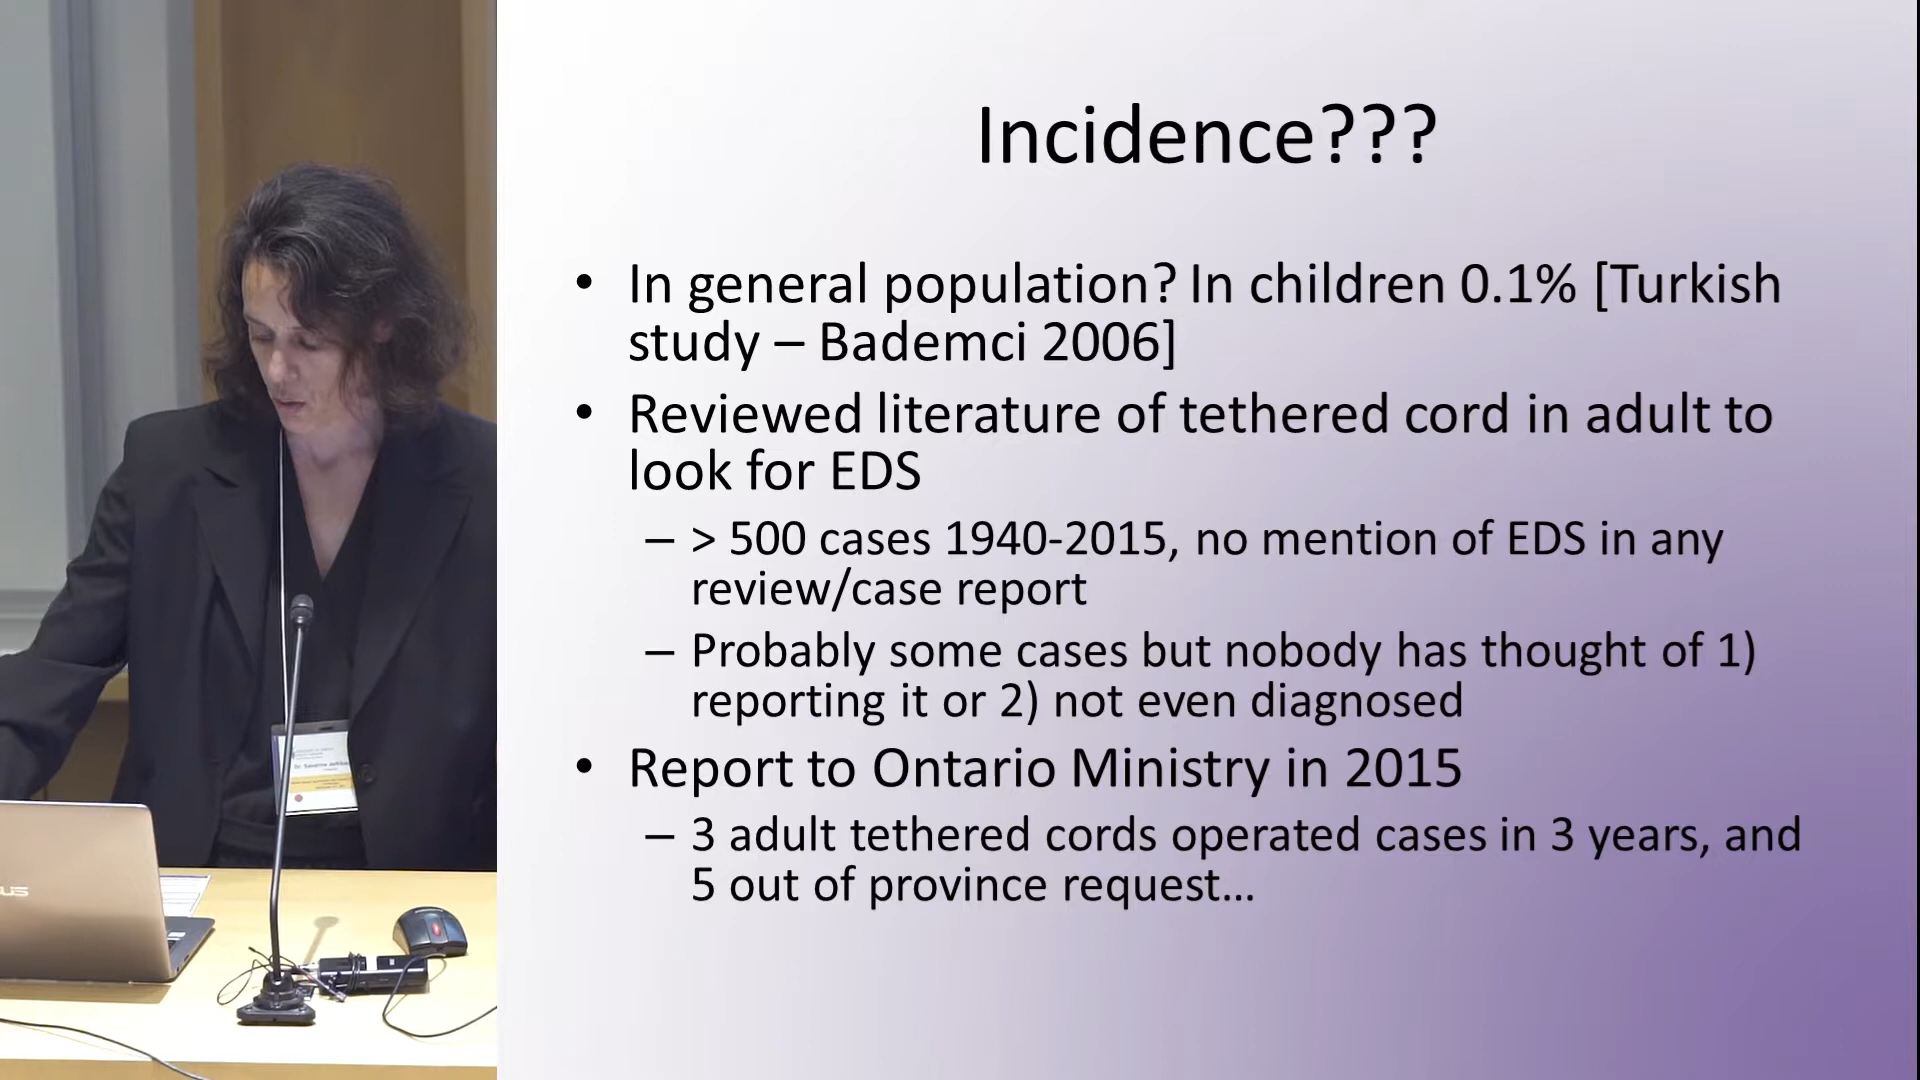 Incidence???
• In general population? In children 0.1% [Turkish
study – Bademci 2006]
• Reviewed literature of tethered cord in adult to
look for EDS
– > 500 cases 1940-2015, no mention of EDS in any
review/case report
– Probably some cases but nobody has thought of 1)
reporting it or 2) not even diagnosed
• Report to Ontario Ministry in 2015
– 3 adult tethered cords operated cases in 3 years, and
5 out of province request...